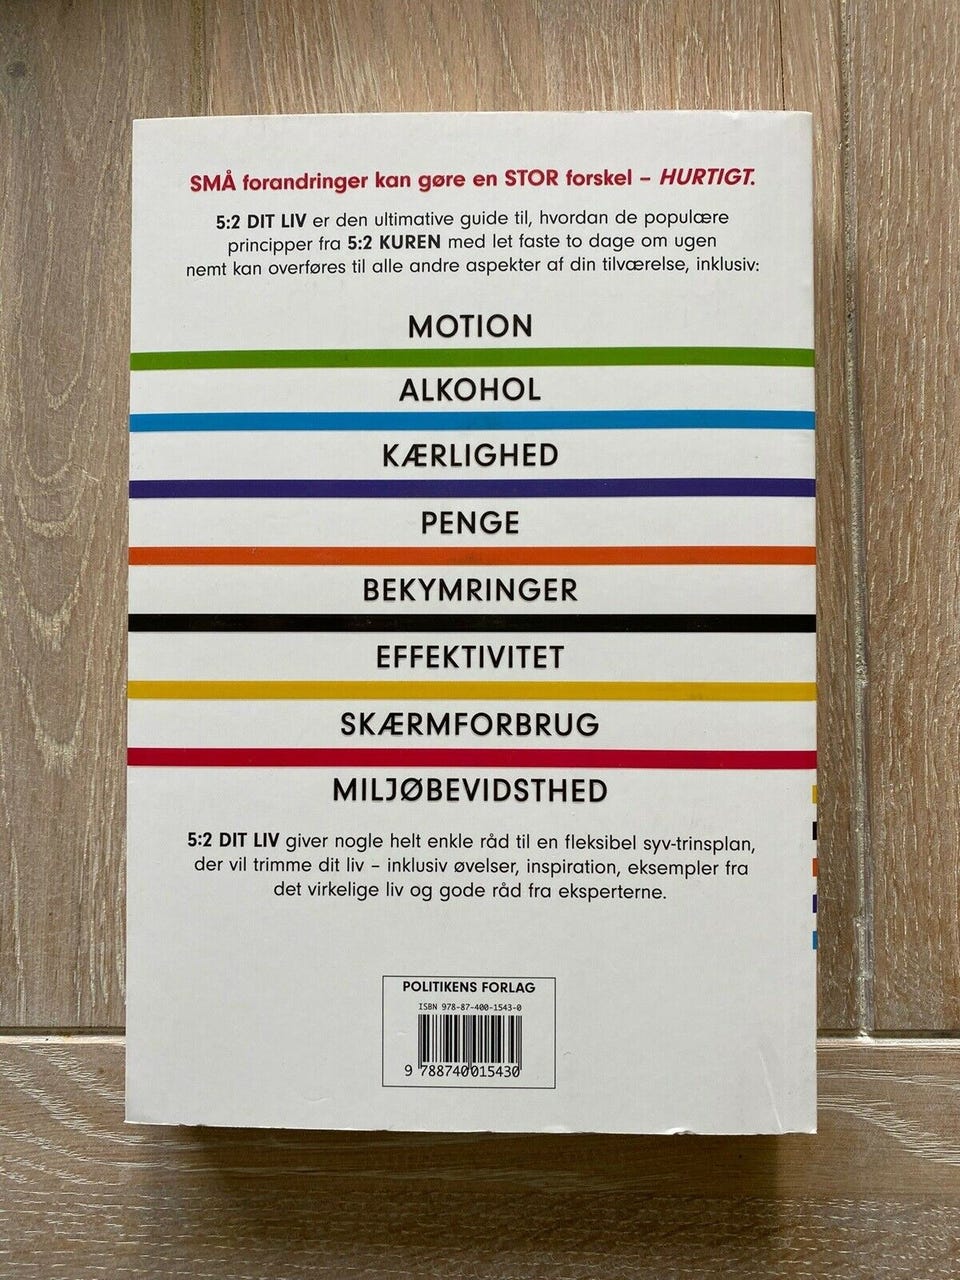 SMÅ forandringer kan gøre en STOR forskel – HURTIGT.
5:2 DIT LIV er den ultimative guide til, hvordan de populære
principper fra 5:2 KUREN med let faste to dage om ugen
nemt kan overføres til alle andre aspekter af din tilværelse, inklusiv:
MOTION
ALKOHOL
KÆRLIGHED
PENGE
BEKYMRINGER
EFFEKTIVITET
SKÆRMFORBRUG
MILJØBEVIDSTHED
5:2 DIT LIV giver nogle helt enkle råd til en fleksibel syv-trinsplan,
der vil trimme dit liv – inklusiv øvelser, inspiration, eksempler fra
det virkelige liv og gode råd fra eksperterne.
POLITIKENS FORLAG
ISBN 978-87-400-1543-0
9 788740 015430